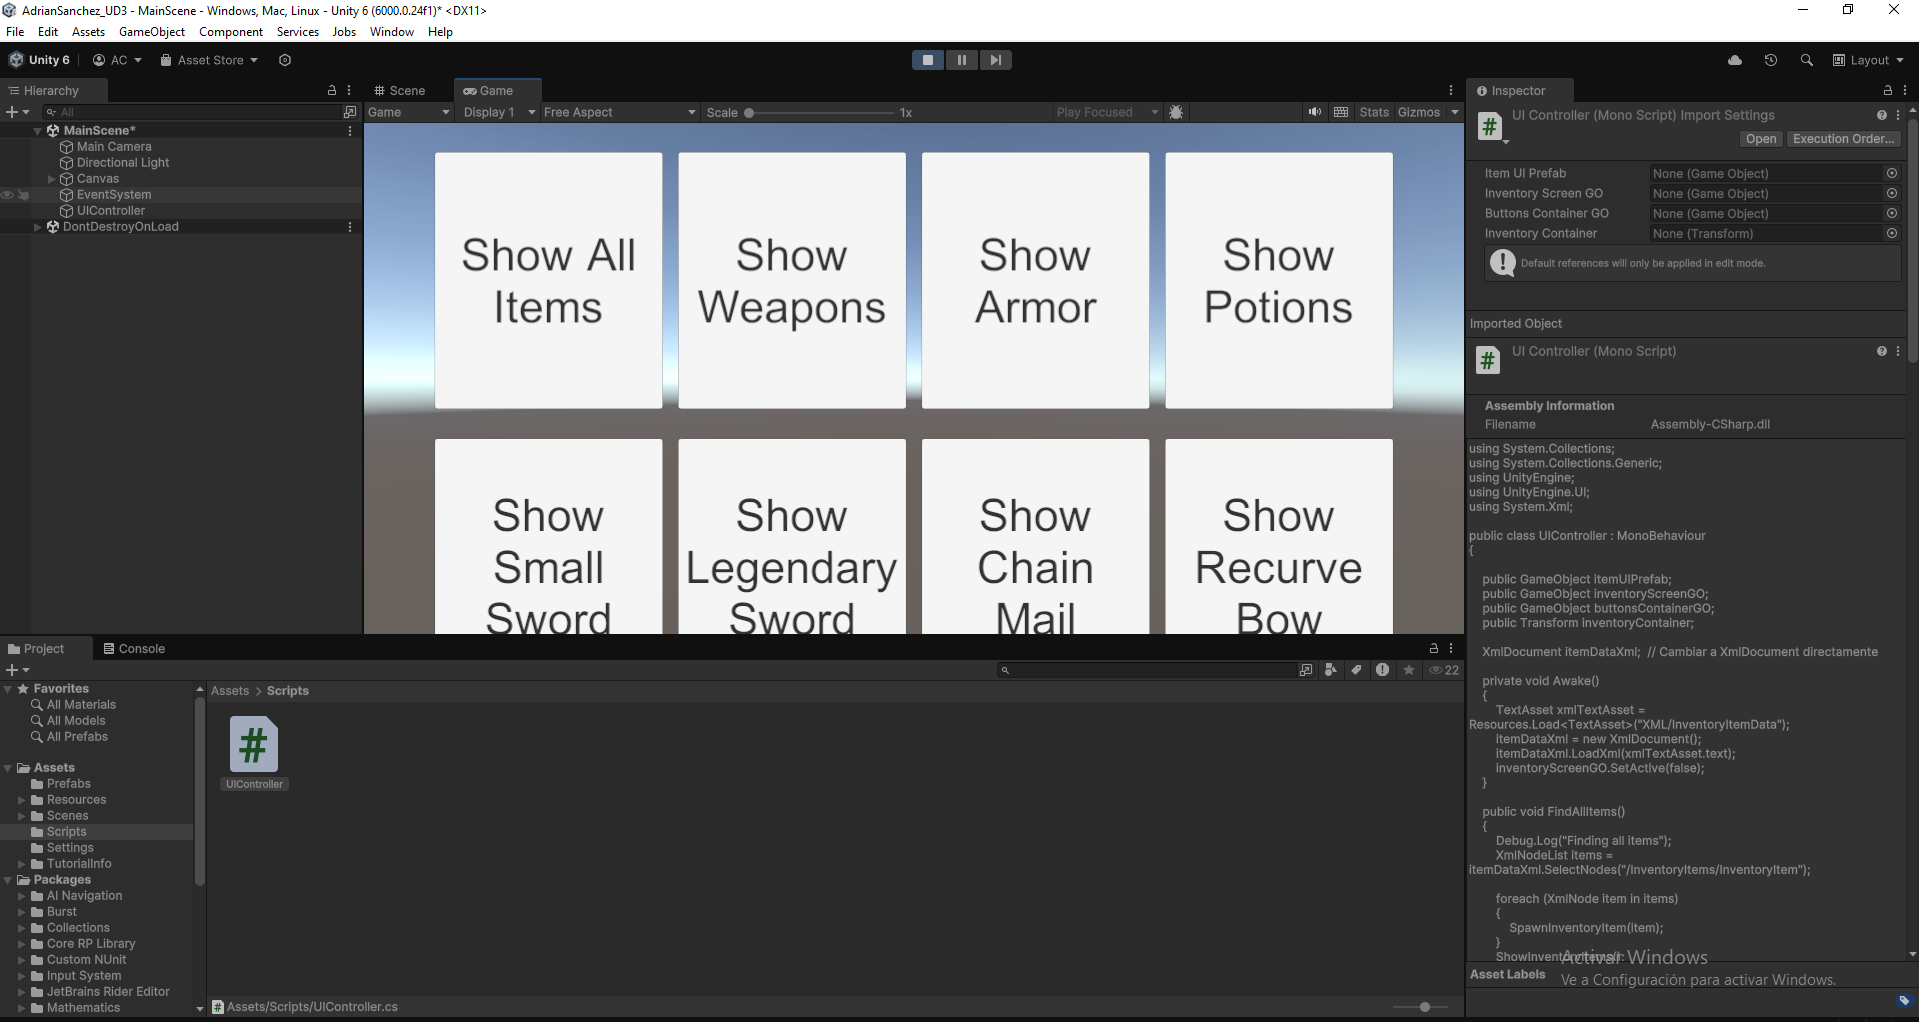 AdrianSanchez_UD3 - MainScene - Windows, Mac, Linux - Unity 6 (6000.0.24f1)* <DX11>
File Edit Assets GameObject Component Services Jobs Window Help
Unity 6 AC Asset Store Layout
Hierarchy
All
MainScene*
Main Camera
Directional Light
Canvas
EventSystem
UIController
DontDestroyOnLoad
Scene Game
Game Display 1 Free Aspect Scale 1x Play Focused Stats Gizmos
Show All
Items
Show
Weapons
Show
Armor
Show
Potions
Show
Small
Sword
Show
Legendary
Sword
Show
Chain
Mail
Show
Recurve
Bow
Project Console
22
Favorites
All Materials
All Models
All Prefabs
Assets
Prefabs
Resources
Scenes
Scripts
Settings
TutorialInfo
Packages
AI Navigation
Burst
Collections
Core RP Library
Custom NUnit
Input System
JetBrains Rider Editor
Mathematics
Assets > Scripts
#
UIController
Assets/Scripts/UIController.cs
Inspector
UI Controller (Mono Script) Import Settings
Open Execution Order...
Item UI Prefab None (Game Object)
Inventory Screen GO None (Game Object)
Buttons Container GO None (Game Object)
Inventory Container None (Transform)
Default references will only be applied in edit mode.
Imported Object
UI Controller (Mono Script)
Assembly Information
Filename Assembly-CSharp.dll
using System.Collections;
using System.Collections.Generic;
using UnityEngine;
using UnityEngine.UI;
using System.Xml;
public class UIController : MonoBehaviour
{
public GameObject itemUIPrefab;
public GameObject inventoryScreenGO;
public GameObject buttonsContainerGO;
public Transform inventoryContainer;
XmlDocument itemDataXml; // Cambiar a XmlDocument directamente
private void Awake()
{
TextAsset xmlTextAsset =
Resources.Load<TextAsset>("XML/InventoryItemData");
itemDataXml = new XmlDocument();
itemDataXml.LoadXml(xmlTextAsset.text);
inventoryScreenGO.SetActive(false);
}
public void FindAllItems()
{
Debug.Log("Finding all items");
XmlNodeList items =
itemDataXml.SelectNodes("/InventoryItems/InventoryItem");
foreach (XmlNode item in items)
{
SpawnInventoryItem(item);
}
ShowInventoryItems();
Activar Windows
Ve a Configuración para activar Windows.
Asset Labels